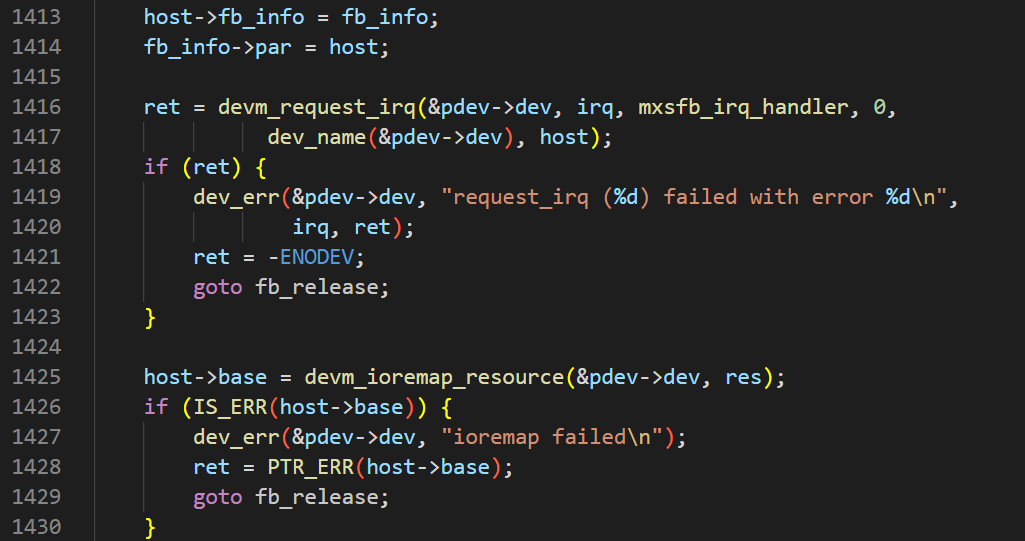 1413 host->fb_info = fb_info;
1414 fb_info->par = host;
1415
1416 ret = devm_request_irq(&pdev->dev, irq, mxsfb_irq_handler, 0,
1417 dev_name(&pdev->dev), host);
1418 if (ret) {
1419 dev_err(&pdev->dev, "request_irq (%d) failed with error %d\n",
1420 irq, ret);
1421 ret = -ENODEV;
1422 goto fb_release;
1423 }
1424
1425 host->base = devm_ioremap_resource(&pdev->dev, res);
1426 if (IS_ERR(host->base)) {
1427 dev_err(&pdev->dev, "ioremap failed\n");
1428 ret = PTR_ERR(host->base);
1429 goto fb_release;
1430 }